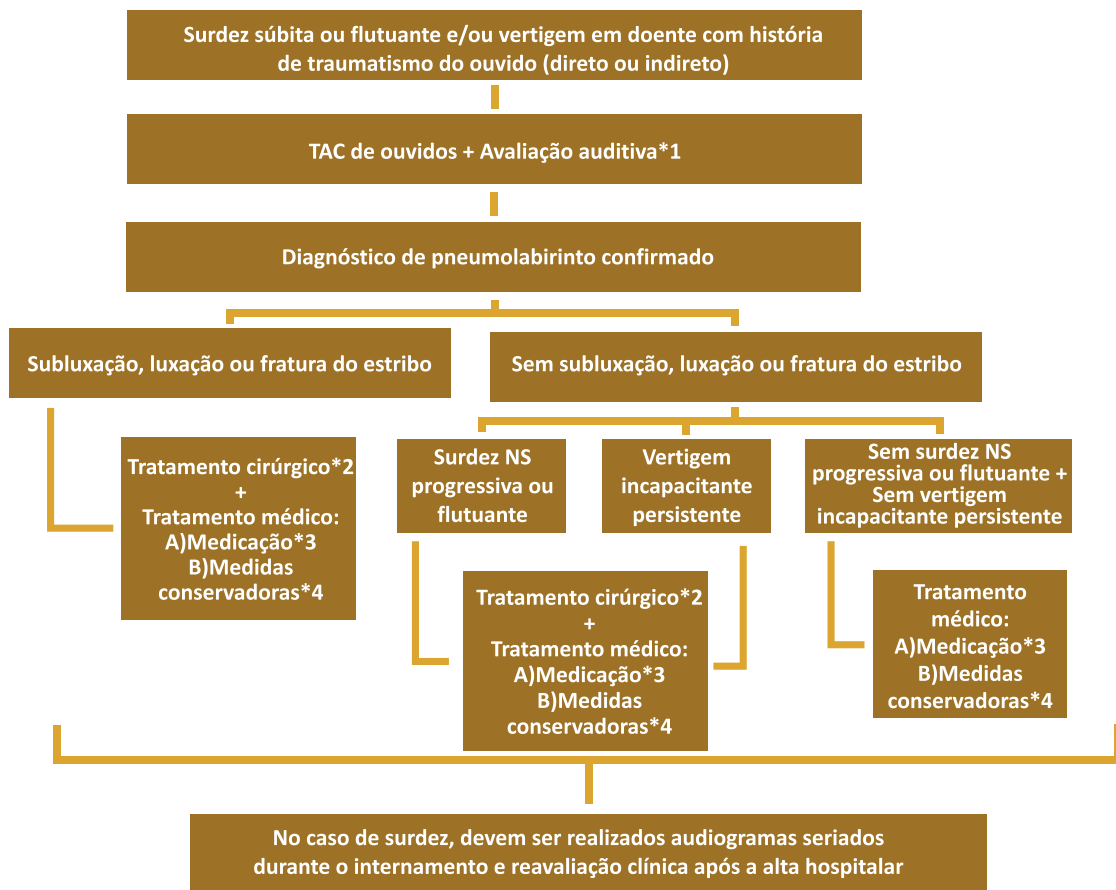 Surdez súbita ou flutuante e/ou vertigem em doente com história
de traumatismo do ouvido (direto ou indireto)
TAC de ouvidos + Avaliação auditiva*1
Diagnóstico de pneumolabirinto confirmado
Subluxação, luxação ou fratura do estribo
Sem subluxação, luxação ou fratura do estribo
Tratamento cirúrgico*2
+
Tratamento médico:
A)Medicação*3
B)Medidas
conservadoras*4
Surdez NS
progressiva ou
flutuante
Vertigem
incapacitante
persistente
Sem surdez NS
progressiva ou flutuante +
Sem vertigem
incapacitante persistente
Tratamento cirúrgico*2
+
Tratamento médico:
A)Medicação*3
B)Medidas
conservadoras*4
Tratamento
médico:
A)Medicação*3
B)Medidas
conservadoras*4
No caso de surdez, devem ser realizados audiogramas seriados
durante o internamento e reavaliação clínica após a alta hospitalar